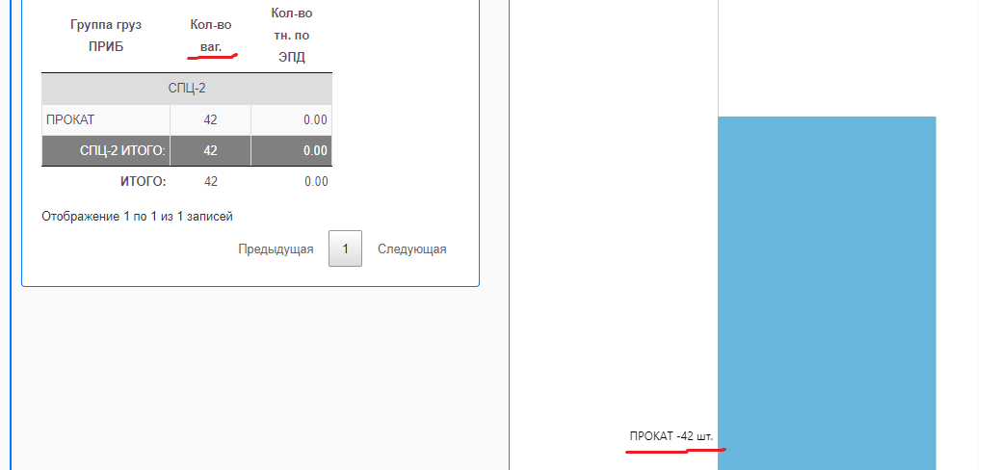 Группа груз ПРИБ
Кол-во ваг.
Кол-во тн. по ЭПД
СПЦ-2
ПРОКАТ 42 0.00
СПЦ-2 ИТОГО: 42 0.00
ИТОГО: 42 0.00
Отображение 1 по 1 из 1 записей
Предыдущая 1 Следующая
ПРОКАТ -42 шт.